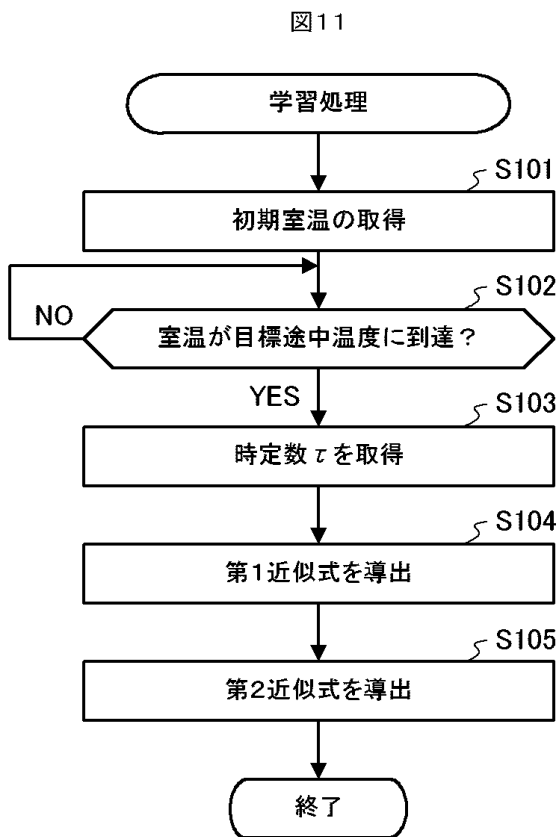 図11
学習処理
S101
初期室温の取得
S102
NO
室温が目標途中温度に到達？
YES
S103
時定数τを取得
S104
第1近似式を導出
S105
第2近似式を導出
終了